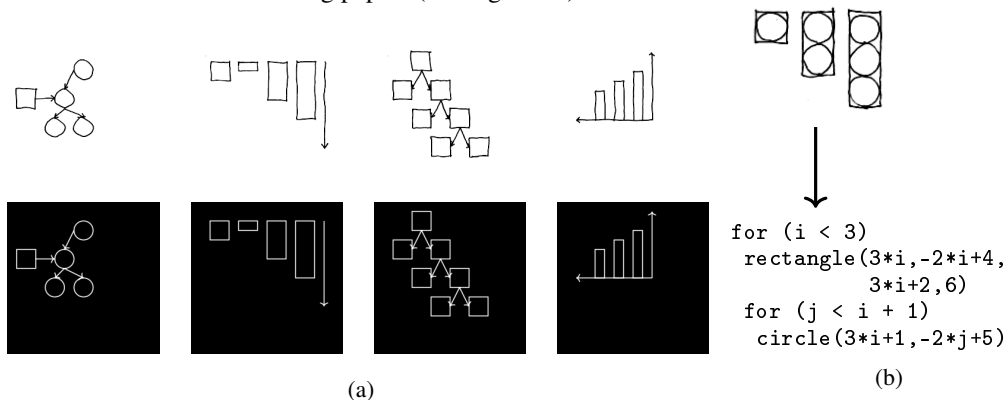 for (i < 3)
rectangle(3*i,-2*i+4,
3*i+2,6)
for (j < i + 1)
circle(3*i+1,-2*j+5)
(a)
(b)